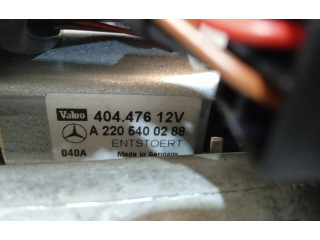 Valeo 404.476 12V
A 220 540 02 88
ENTSTOERT
040A Made in Germany